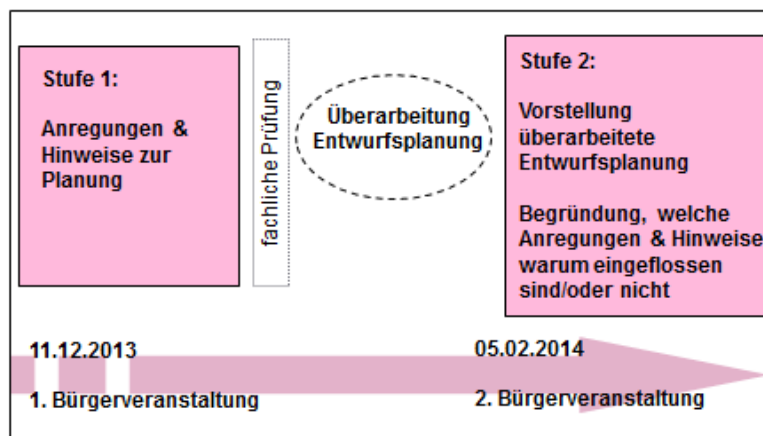 Stufe 1:
Anregungen &
Hinweise zur
Planung
fachliche Prüfung
Überarbeitung
Entwurfsplanung
Stufe 2:
Vorstellung
überarbeitete
Entwurfsplanung
Begründung, welche
Anregungen & Hinweise
warum eingeflossen
sind/oder nicht
11.12.2013
1. Bürgerveranstaltung
05.02.2014
2. Bürgerveranstaltung